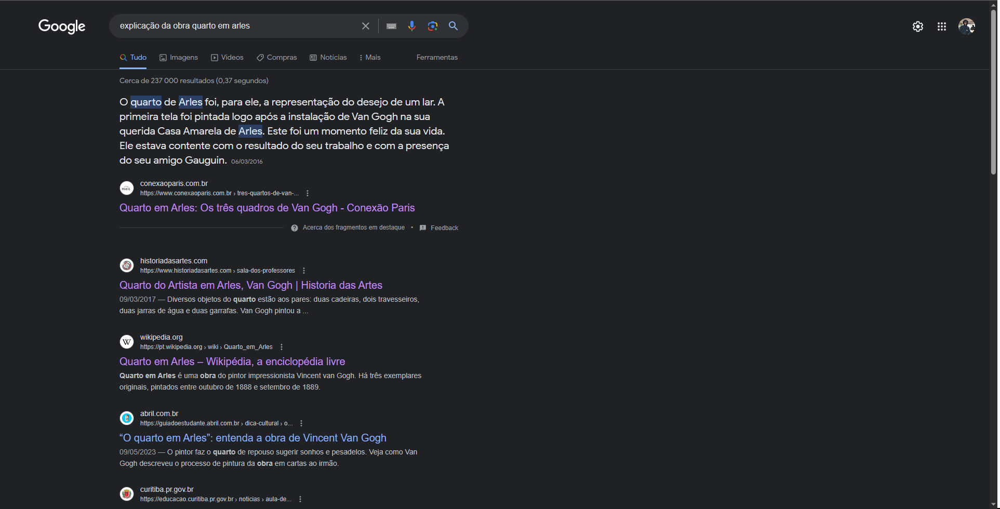 Google
explicação da obra quarto em arles
Tudo Imagens Vídeos Compras Notícias Mais Ferramentas
Cerca de 237 000 resultados (0,37 segundos)
O quarto de Arles foi, para ele, a representação do desejo de um lar. A
primeira tela foi pintada logo após a instalação de Van Gogh na sua
querida Casa Amarela de Arles. Este foi um momento feliz da sua vida.
Ele estava contente com o resultado do seu trabalho e com a presença
do seu amigo Gauguin. 06/03/2016
PARIS
conexaoparis.com.br
https://www.conexaoparis.com.br › tres-quartos-de-van-...
Quarto em Arles: Os três quadros de Van Gogh - Conexão Paris
Acerca dos fragmentos em destaque • Feedback
historiadasartes.com
https://www.historiadasartes.com › sala-dos-professores
Quarto do Artista em Arles, Van Gogh | Historia das Artes
09/03/2017 — Diversos objetos do quarto estão aos pares: duas cadeiras, dois travesseiros,
duas jarras de água e duas garrafas. Van Gogh pintou a ...
W
wikipedia.org
https://pt.wikipedia.org › wiki › Quarto_em_Arles
Quarto em Arles – Wikipédia, a enciclopédia livre
Quarto em Arles é uma obra do pintor impressionista Vincent van Gogh. Há três exemplares
originais, pintados entre outubro de 1888 e setembro de 1889.
abril.com.br
https://guiadoestudante.abril.com.br › dica-cultural › o...
“O quarto em Arles”: entenda a obra de Vincent Van Gogh
09/05/2023 — O pintor faz o quarto de repouso sugerir sonhos e pesadelos. Veja como Van
Gogh descreveu o processo de pintura da obra em cartas ao irmão.
curitiba.pr.gov.br
https://educacao.curitiba.pr.gov.br › noticias › aula-de...